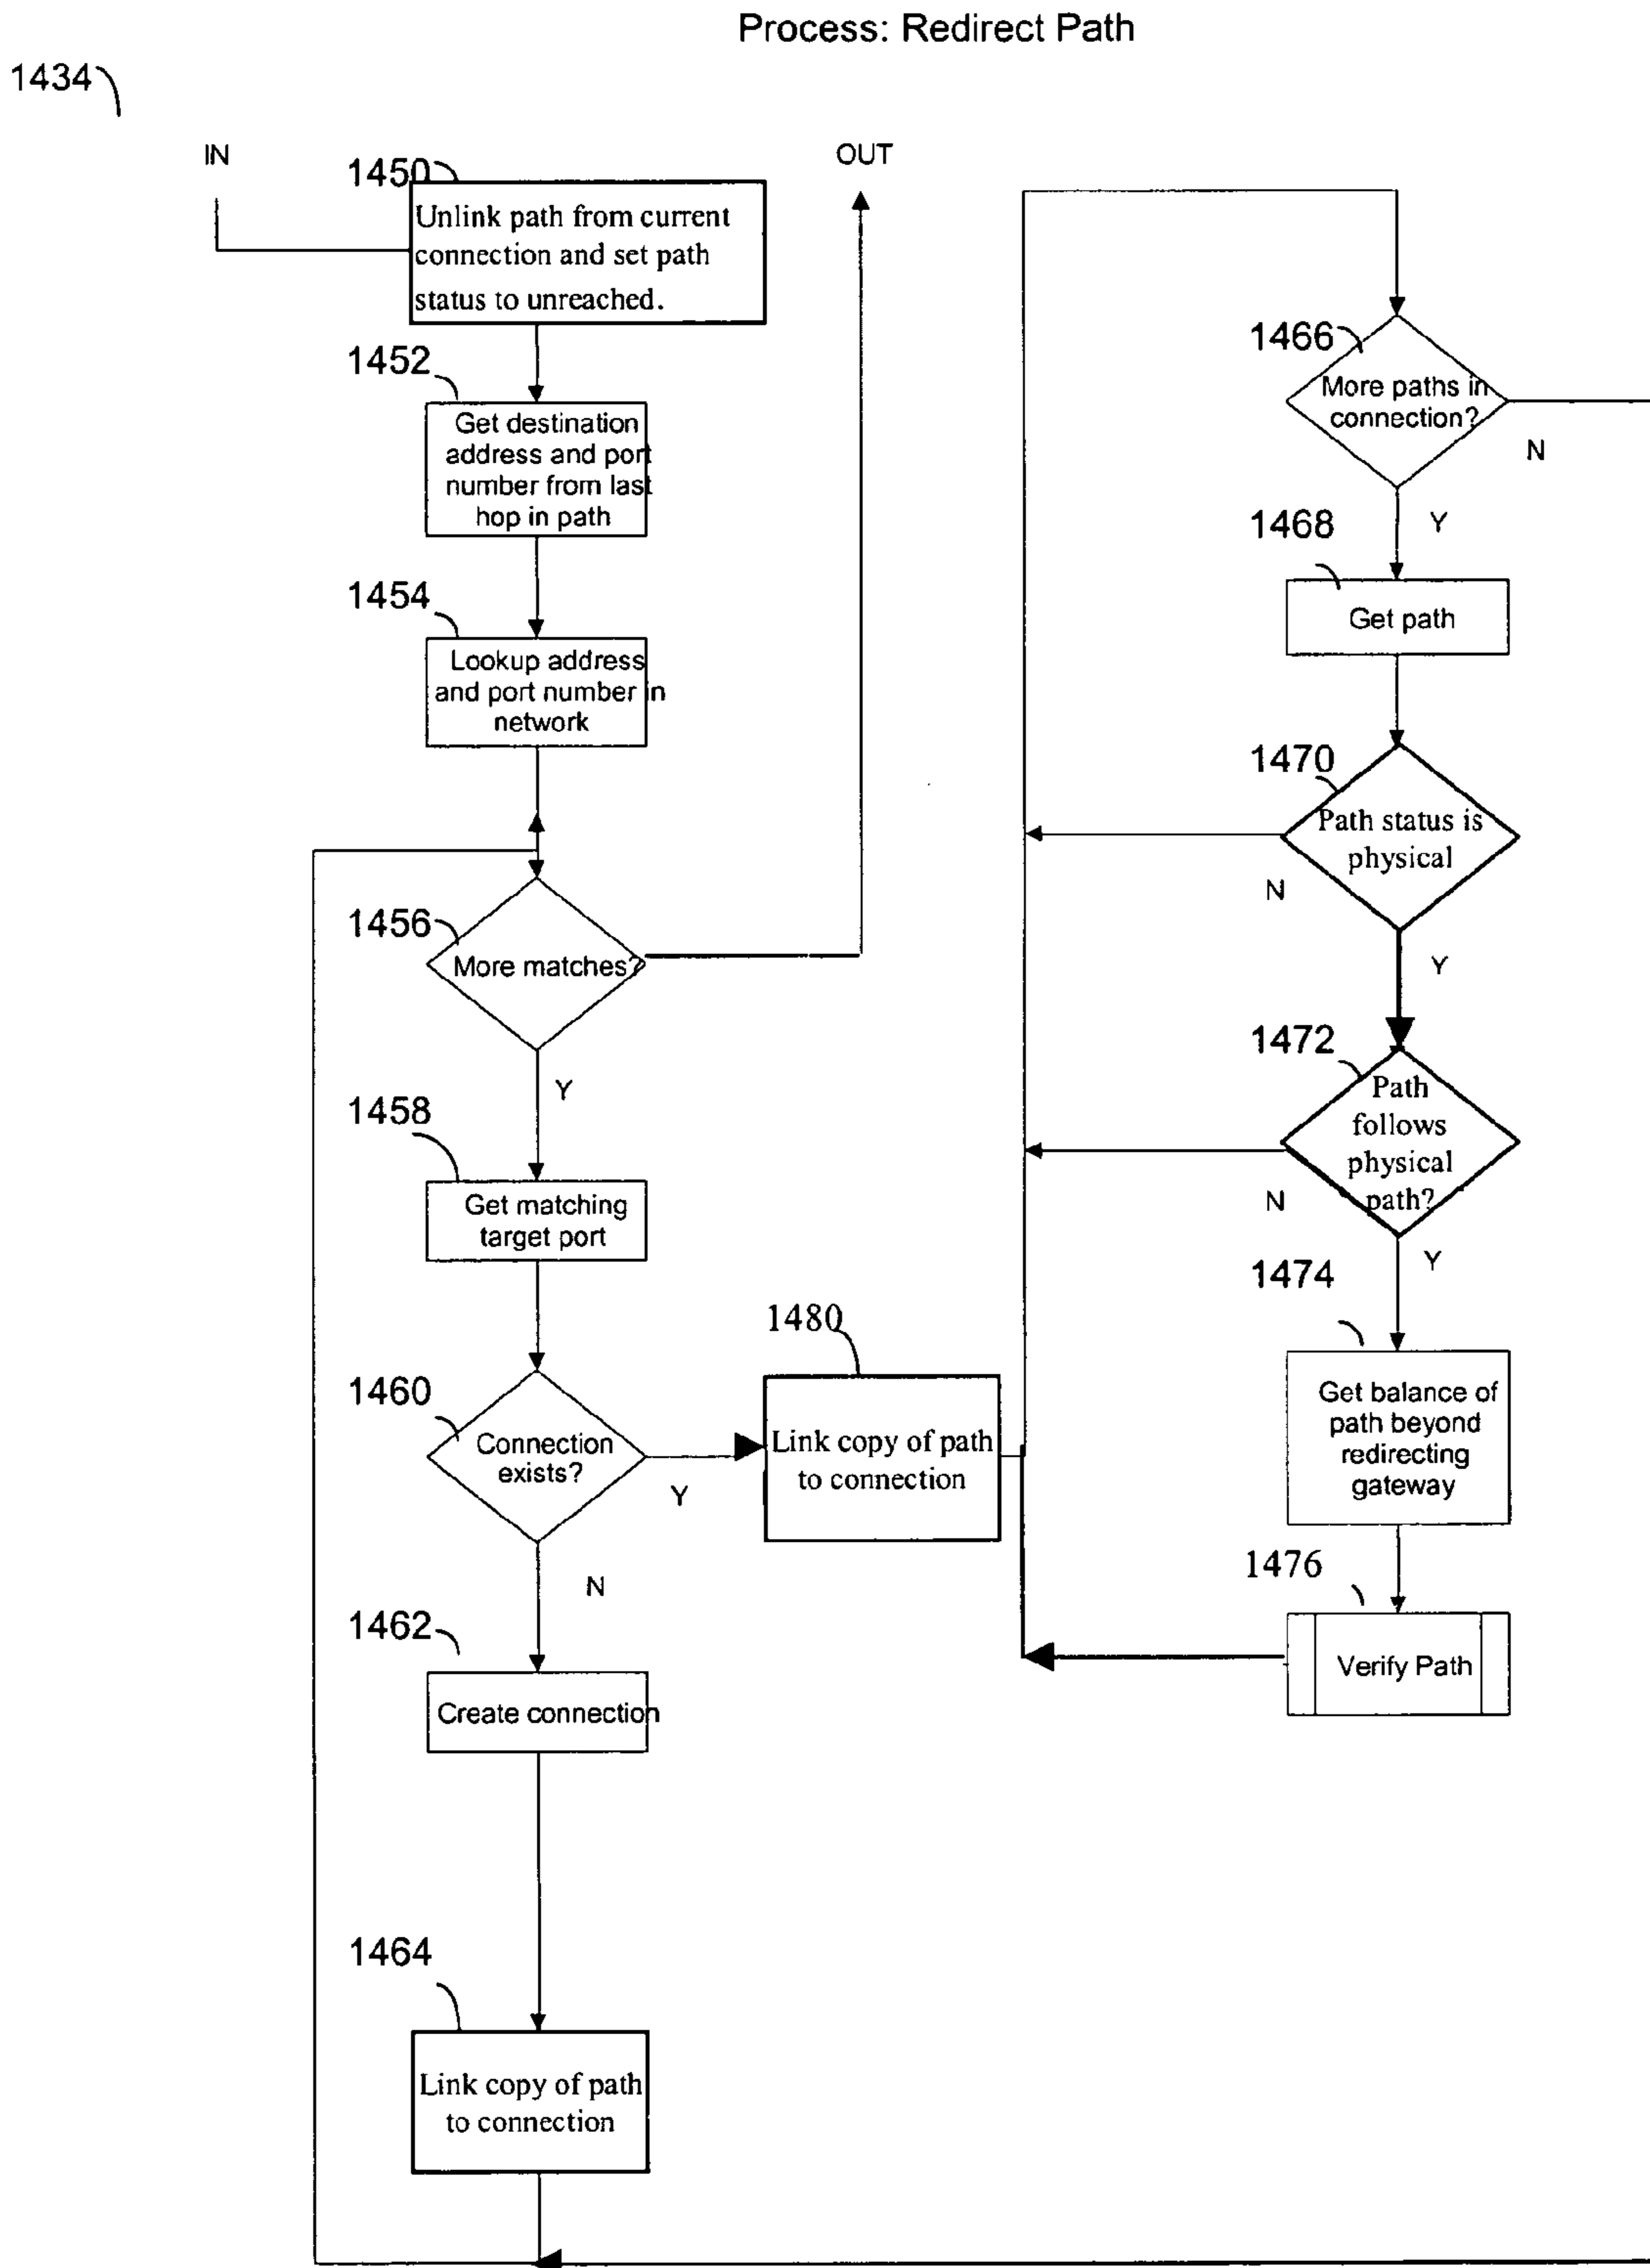 Process: Redirect Path
1434
IN
OUT
1450
Unlink path from current
connection and set path
status to unreached.
1452
Get destination
address and port
number from last
hop in path
1454
Lookup address
and port number in
network
1456
More matches?
Y
1458
Get matching
target port
1460
Connection
exists?
Y
N
1480
Link copy of path
to connection
1462
Create connection
1464
Link copy of path
to connection
1466
More paths in
connection?
N
Y
1468
Get path
1470
Path status is
physical
N
Y
1472
Path
follows
physical
path?
N
Y
1474
Get balance of
path beyond
redirecting
gateway
1476
Verify Path